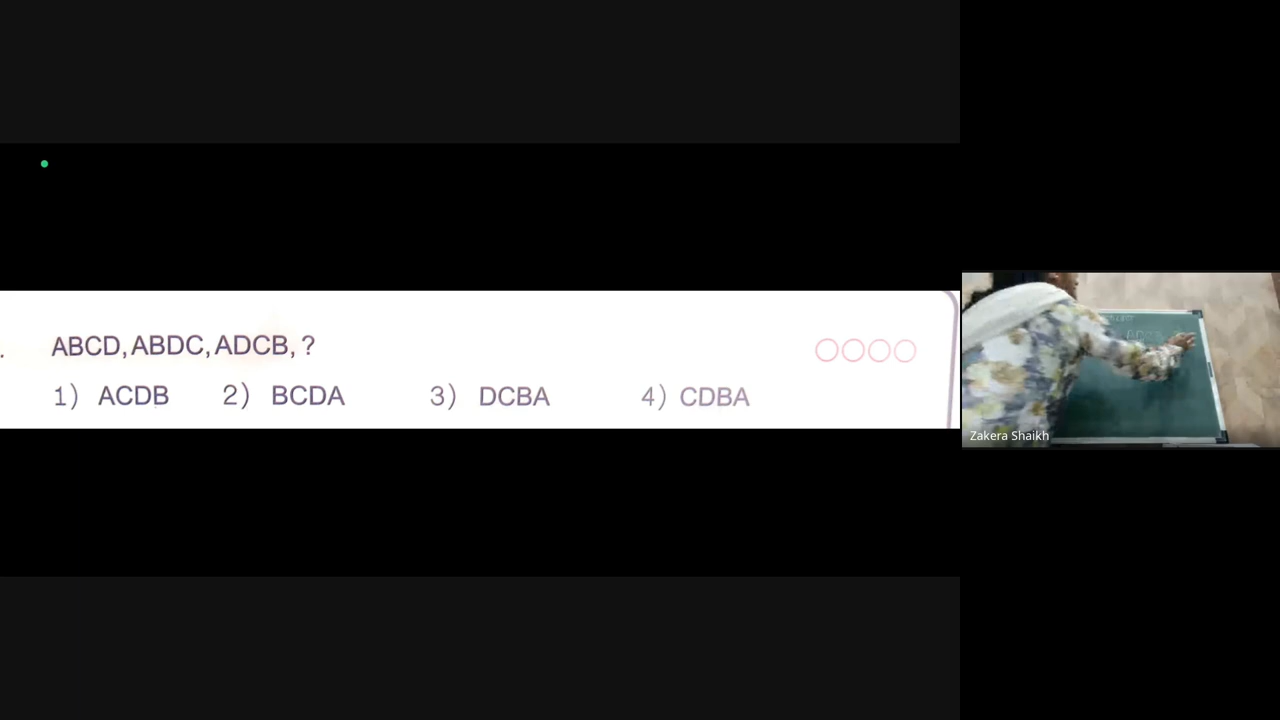 . ABCD, ABDC, ADCB, ?
1) ACDB 2) BCDA 3) DCBA 4) CDBA
Zakera Shaikh